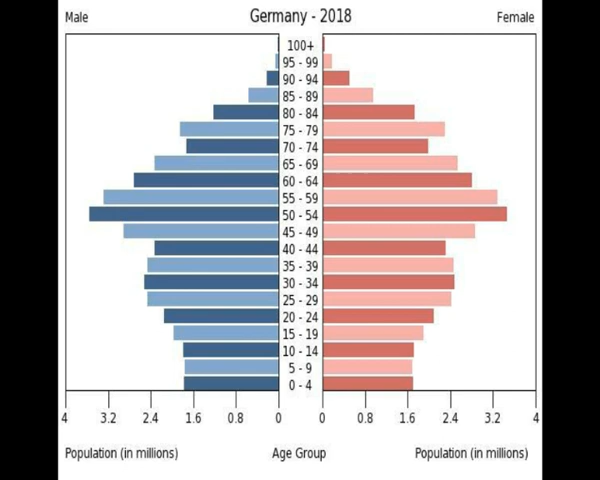 Germany - 2018
Male
Female
100+
95 - 99
90 - 94
85 - 89
80 - 84
75 - 79
70 - 74
65 - 69
60 - 64
55 - 59
50 - 54
45 - 49
40 - 44
35 - 39
30 - 34
25 - 29
20 - 24
15 - 19
10 - 14
5 - 9
0 - 4
4 3.2 2.4 1.6 0.8 0 0 0.8 1.6 2.4 3.2 4
Population (in millions) Age Group Population (in millions)